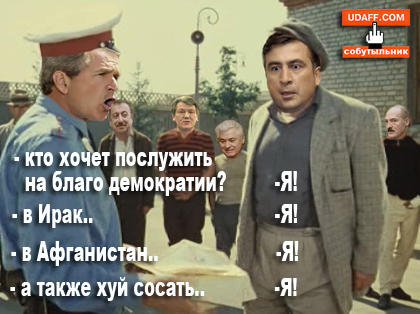 UDAFF.COM
собутыльник
- кто хочет послужить
на благо демократии? -Я!
- в Ирак.. -Я!
- в Афганистан.. -Я!
- а также хуй сосать.. -Я!